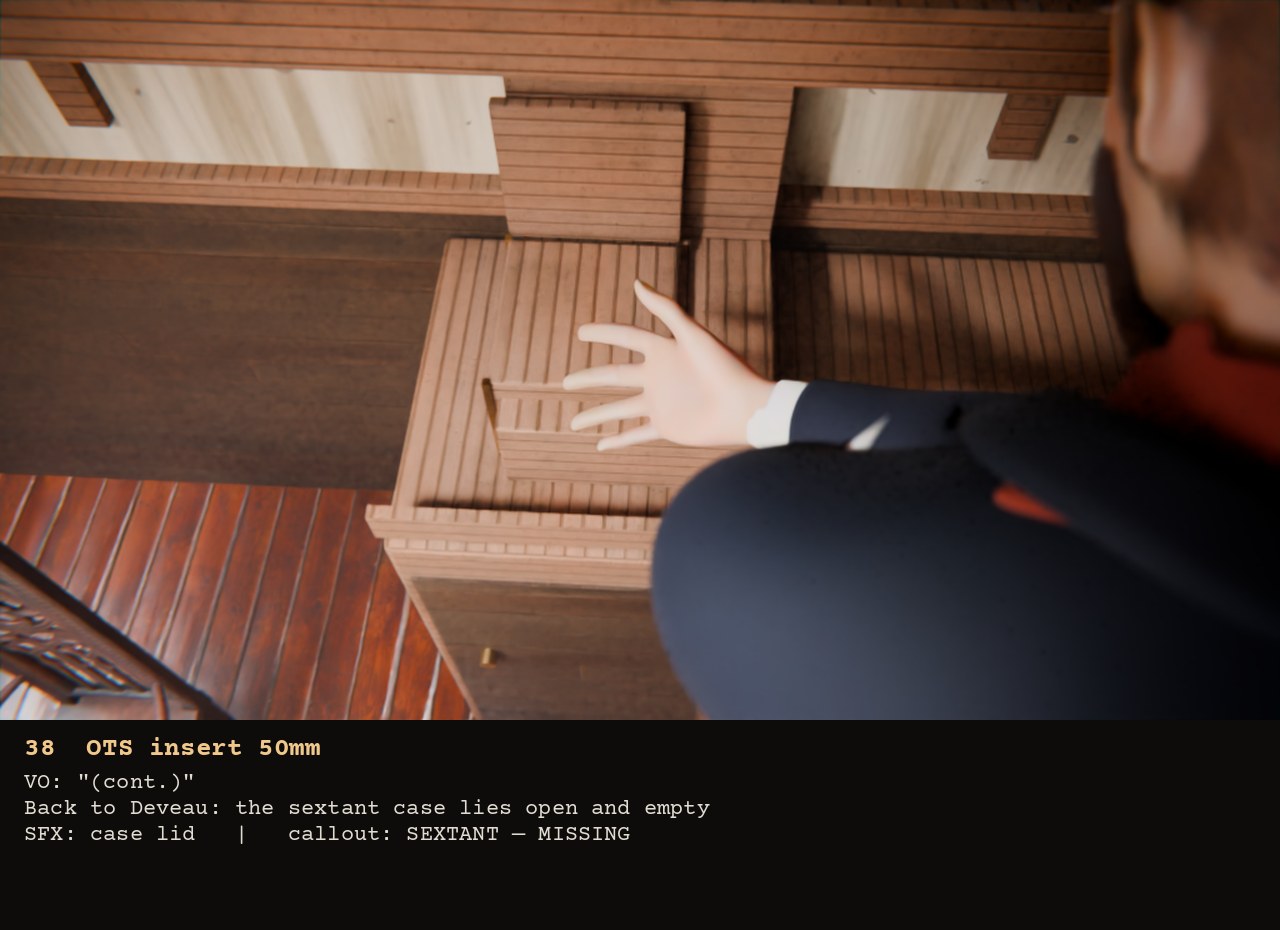 38  OTS insert 50mm
VO: "(cont.)"
Back to Deveau: the sextant case lies open and empty
SFX: case lid   |   callout: SEXTANT — MISSING